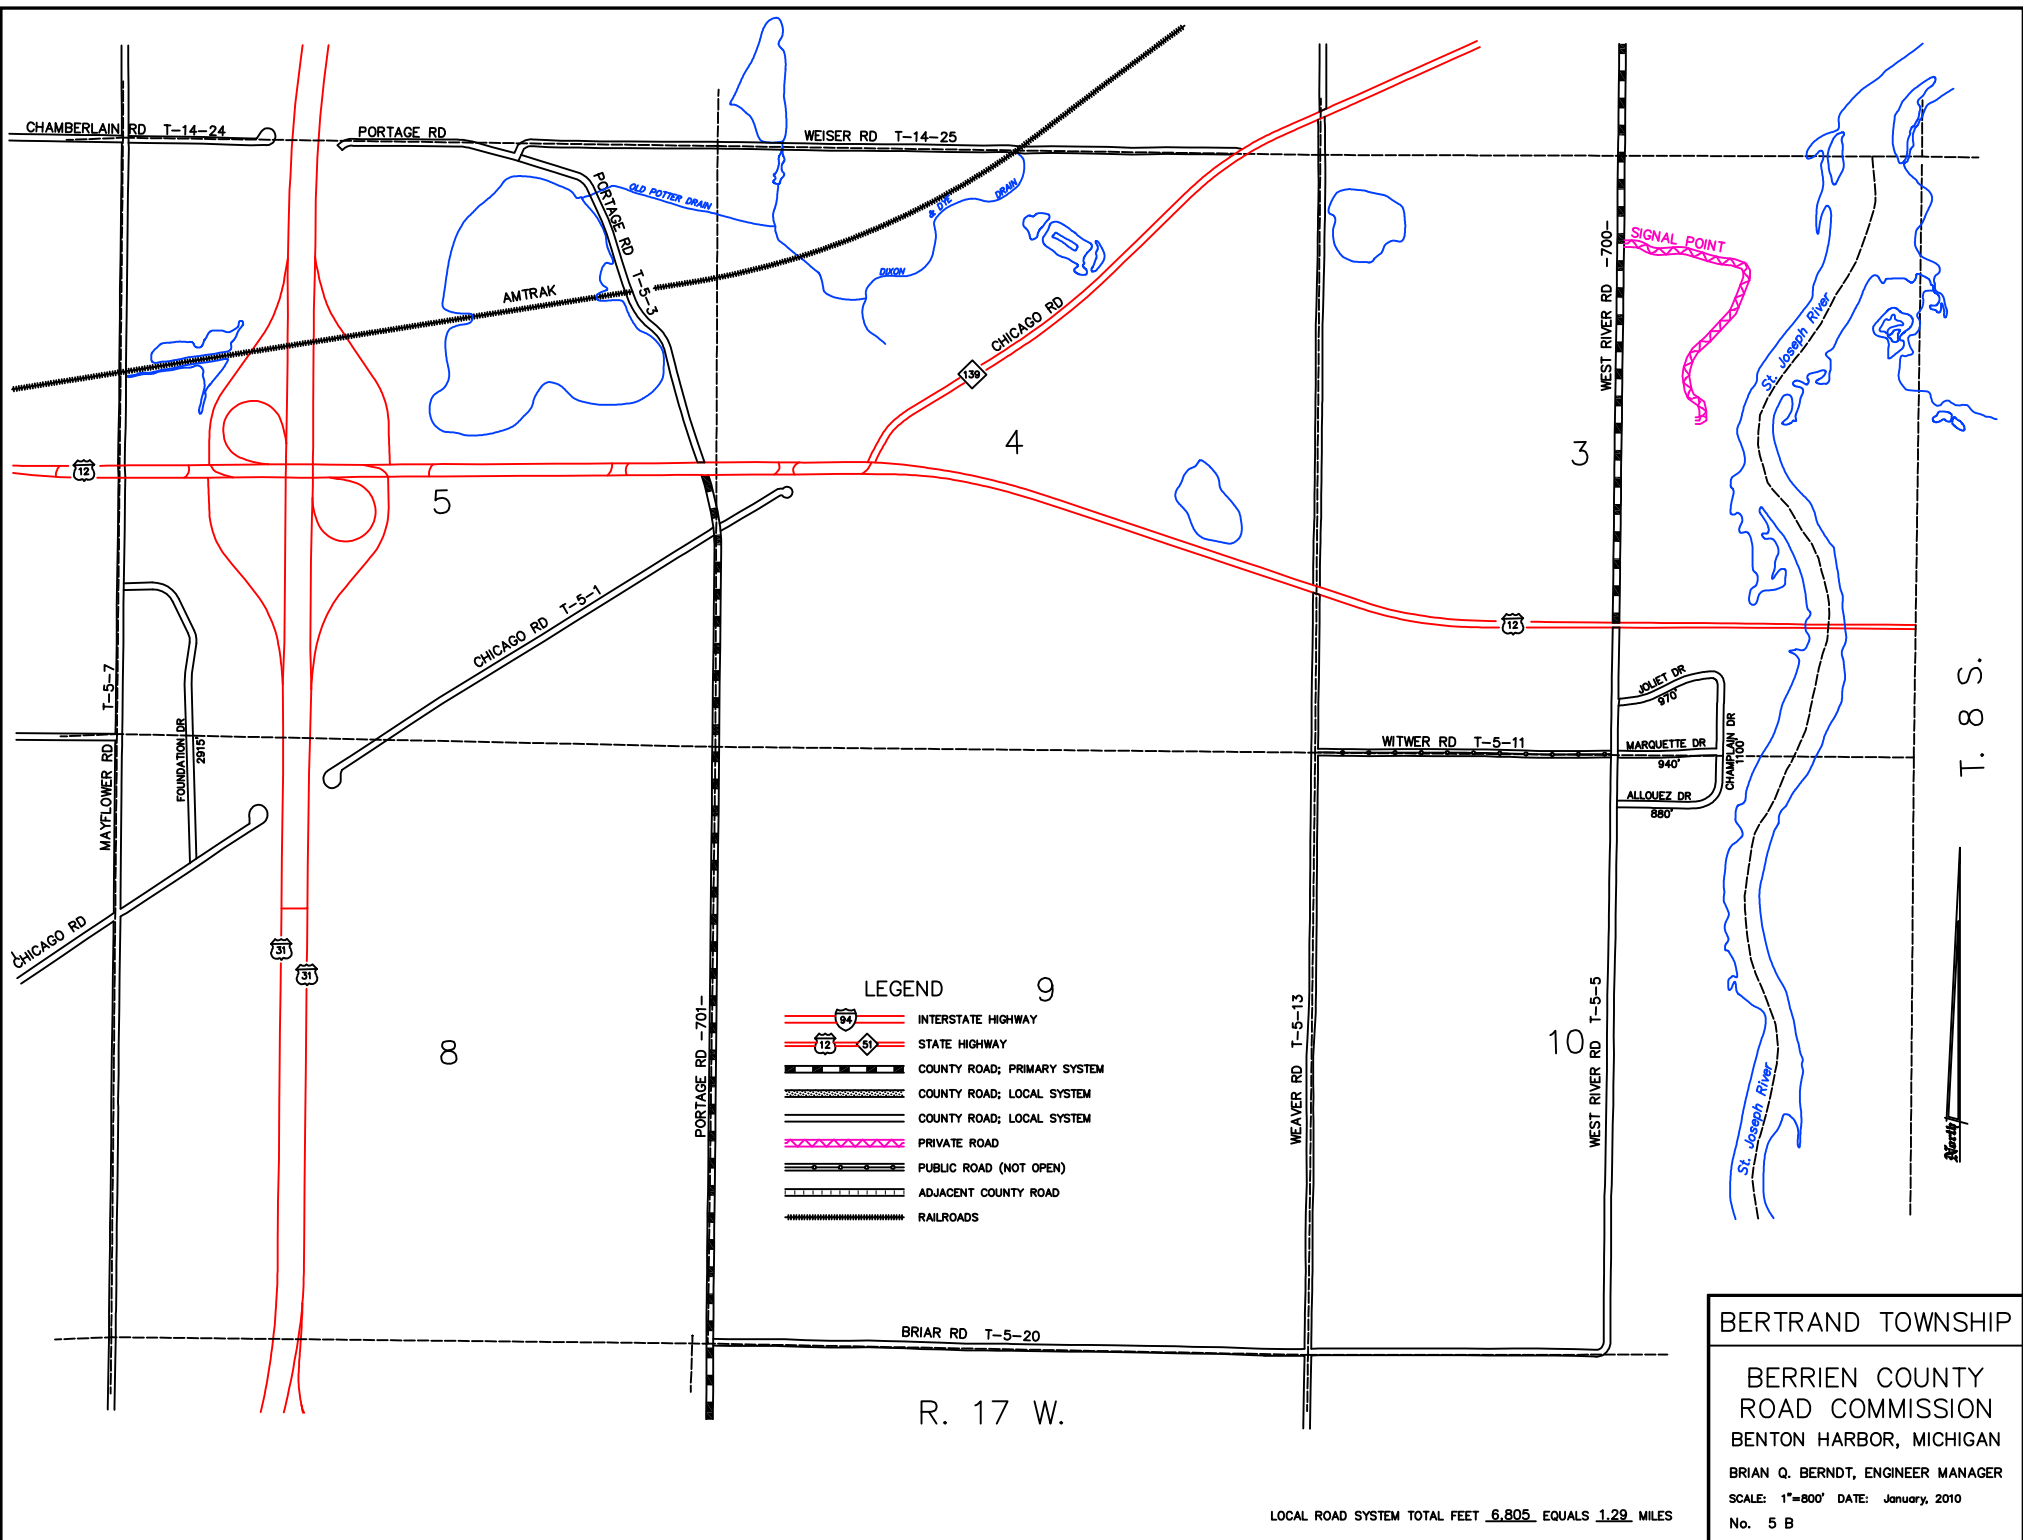 CHAMBERLAIN RD T-14-24
PORTAGE RD
WEISER RD T-14-25
PORTAGE RD T-5-3
OLD POTTER DRAIN
DIXON
& DYE
DRAIN
AMTRAK
CHICAGO RD
139
WEST RIVER RD -700-
SIGNAL POINT
St. Joseph River
12
4
3
5
CHICAGO RD T-5-1
12
MAYFLOWER RD T-5-7
FOUNDATION DR
2915'
JOLIET DR
970'
WITWER RD T-5-11
MARQUETTE DR
940'
CHAMPLAIN DR
1100'
ALLOUEZ DR
880'
T. 8 S.
CHICAGO RD
31
31
8
9
10
PORTAGE RD -701-
WEAVER RD T-5-13
WEST RIVER RD T-5-5
St. Joseph River
North
LEGEND
94 INTERSTATE HIGHWAY
12 51 STATE HIGHWAY
COUNTY ROAD; PRIMARY SYSTEM
COUNTY ROAD; LOCAL SYSTEM
COUNTY ROAD; LOCAL SYSTEM
PRIVATE ROAD
PUBLIC ROAD (NOT OPEN)
ADJACENT COUNTY ROAD
RAILROADS
BRIAR RD T-5-20
R. 17 W.
BERTRAND TOWNSHIP
BERRIEN COUNTY
ROAD COMMISSION
BENTON HARBOR, MICHIGAN
BRIAN Q. BERNDT, ENGINEER MANAGER
SCALE: 1"=800' DATE: January, 2010
No. 5 B
LOCAL ROAD SYSTEM TOTAL FEET 6,805 EQUALS 1.29 MILES